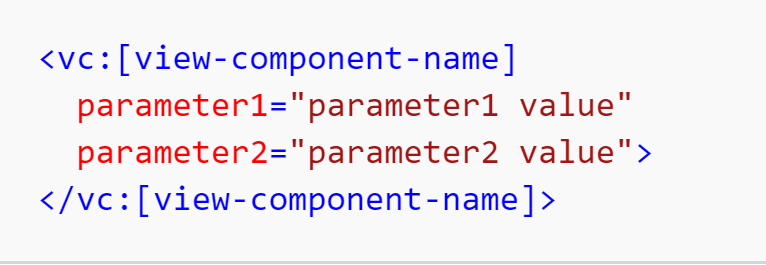 <vc:[view-component-name]
  parameter1="parameter1 value"
  parameter2="parameter2 value">
</vc:[view-component-name]>